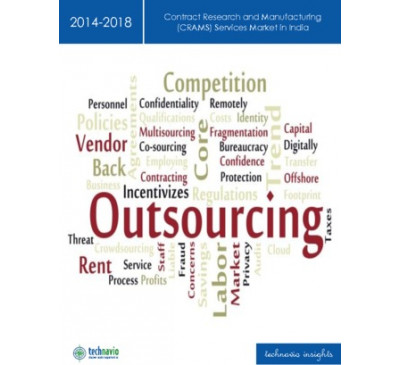 2014-2018
Contract Research and Manufacturing
(CRAMS) Services Market in India
Competition
Personnel
Confidentiality
Remotely
Agreements
Policies
Qualifications
Costs
Identity
Multisourcing
Core
Fragmentation
Trend
Capital
Vendor
Co-sourcing
Bureaucracy
Digitally
Back
Employing
Confidence
Transfer
Business
Contracting
Protection
Offshore
Incentivizes
Regulations
Footprint
Outsourcing
Taxes
Threat
Crowdsourcing
Staff
Liable
Fraud
Concerns
Savings
Labor
Market
Privacy
Audit
Cloud
Rent
Service
Process
Profits
technavio
technavio insights